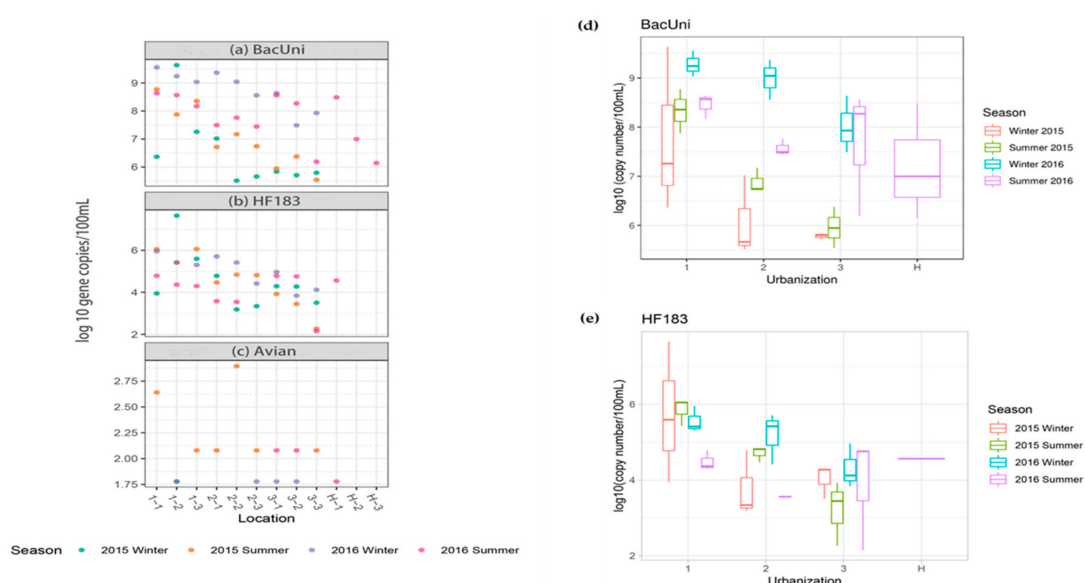 (a) BacUni
9
8
7
6
(b) HF183
6
4
2
(c) Avian
2.75
2.50
2.25
2.00
1.75
log 10 gene copies/100mL
1-1 1-2 1-3 2-1 2-2 2-3 3-1 3-2 3-3 H-1 H-2 H-3
Location
Season 2015 Winter 2015 Summer 2016 Winter 2016 Summer
(d) BacUni
log10 (copy number/100mL)
9
8
7
6
1 2 3 H
Urbanization
Season
Winter 2015
Summer 2015
Winter 2016
Summer 2016
(e) HF183
log10(copy number/100mL)
6
4
2
1 2 3 H
Urbanization
Season
2015 Winter
2015 Summer
2016 Winter
2016 Summer